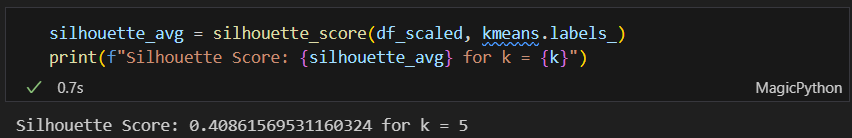 silhouette_avg = silhouette_score(df_scaled, kmeans.labels_)
print(f"Silhouette Score: {silhouette_avg} for k = {k}")
0.7s
MagicPython
Silhouette Score: 0.40861569531160324 for k = 5